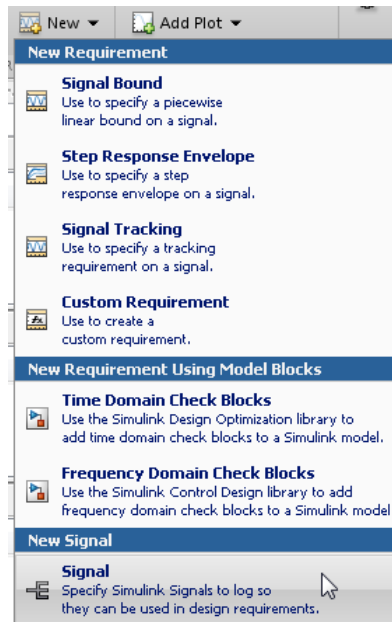 New Add Plot
New Requirement
Signal Bound
Use to specify a piecewise
linear bound on a signal.
Step Response Envelope
Use to specify a step
response envelope on a signal.
Signal Tracking
Use to specify a tracking
requirement on a signal.
Custom Requirement
Use to create a
custom requirement.
New Requirement Using Model Blocks
Time Domain Check Blocks
Use the Simulink Design Optimization library to
add time domain check blocks to a Simulink model.
Frequency Domain Check Blocks
Use the Simulink Control Design library to add
frequency domain check blocks to a Simulink model
New Signal
Signal
Specify Simulink Signals to log so
they can be used in design requirements.